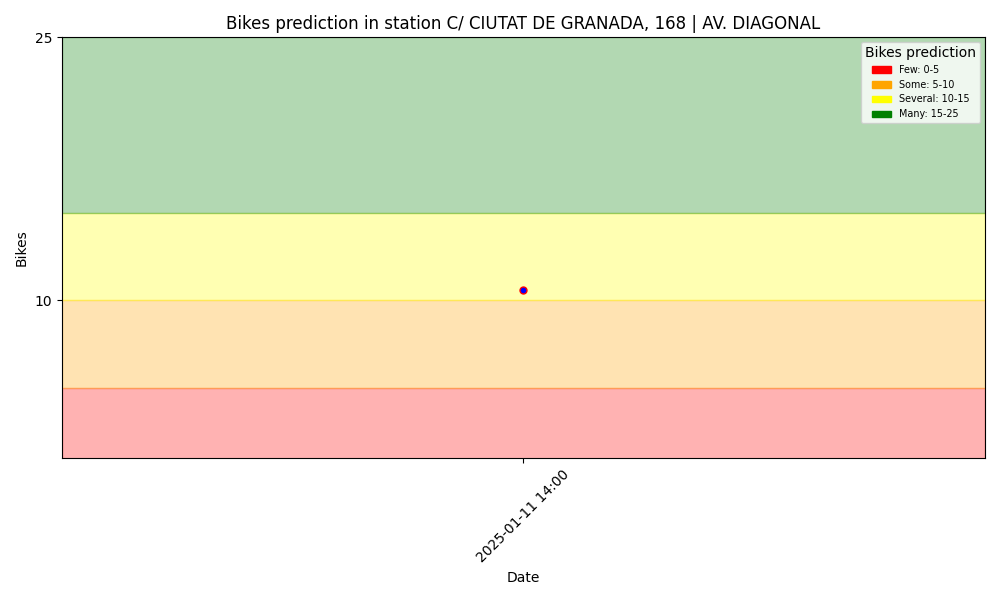 Bikes prediction in station C/ CIUTAT DE GRANADA, 168 | AV. DIAGONAL
25
Bikes prediction
Few: 0-5
Some: 5-10
Several: 10-15
Many: 15-25
Bikes
10
2025-01-11 14:00
Date